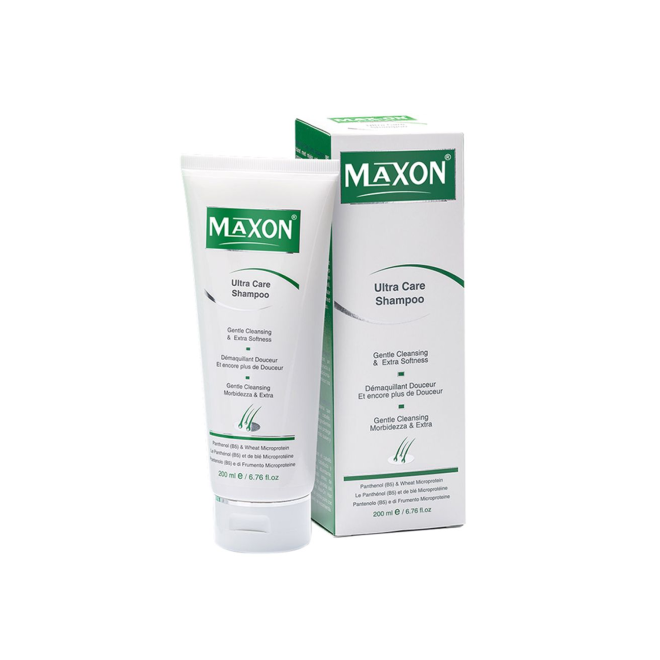 MAXON®
Ultra Care
Shampoo
Gentle Cleansing
& Extra Softness
Démaquillant Douceur
Et encore plus de Douceur
Gentle Cleansing
Morbidezza & Extra
Panthenol (B5) & Wheat Microprotein
Le Panthénol (B5) et de blé Microprotéine
Pantenolo (B5) e di Frumento Microproteine
200 ml e / 6.76 fl.oz
MAXON
MAXON®
Ultra Care
Shampoo
Gentle Cleansing
& Extra Softness
Démaquillant Douceur
Et encore plus de Douceur
Gentle Cleansing
Morbidezza & Extra
Panthenol (B5) & Wheat Microprotein
Le Panthénol (B5) et de blé Microprotéine
Pantenolo (B5) e di Frumento Microproteine
200 ml e / 6.76 fl.oz